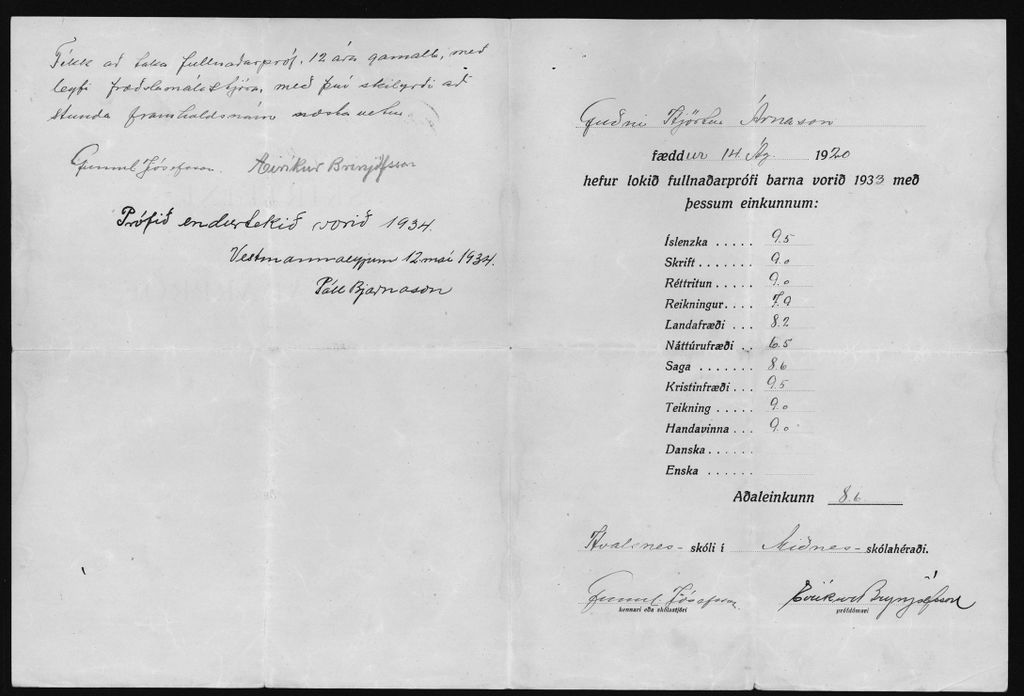 Fékk að taka fullnaðarpróf, 12 ára gamall, með
leyfi fræðslumálastjóra, með því skilyrði að
stunda framhaldsnám næsta vetur
Gunnl. Jósefsson. Eiríkur Brynjólfsson
Prófið endurtekið vorið 1934.
Vestmannaeyjum 12 maí 1934.
Páll Bjarnason
Guðni Hjörtur Árnason
fæddur 14. Ág. 1920
hefur lokið fullnaðarprófi barna vorið 1933 með
þessum einkunnum:
Íslenzka ..... 9.5
Skrift ....... 9.0
Réttritun .... 9.0
Reikningur.... 7.9
Landafræði ... 8.2
Náttúrufræði .. 6.5
Saga ....... 8.6
Kristinfræði ... 9.5
Teikning ..... 9.0
Handavinna ... 9.0
Danska ......
Enska ......
Aðaleinkunn 8.6
Hvalsnes- skóli í Miðnes- skólahéraði.
Gunnl. Jósefsson. Eiríkur Brynjólfsson
kennari eða skólastjóri prófdómari